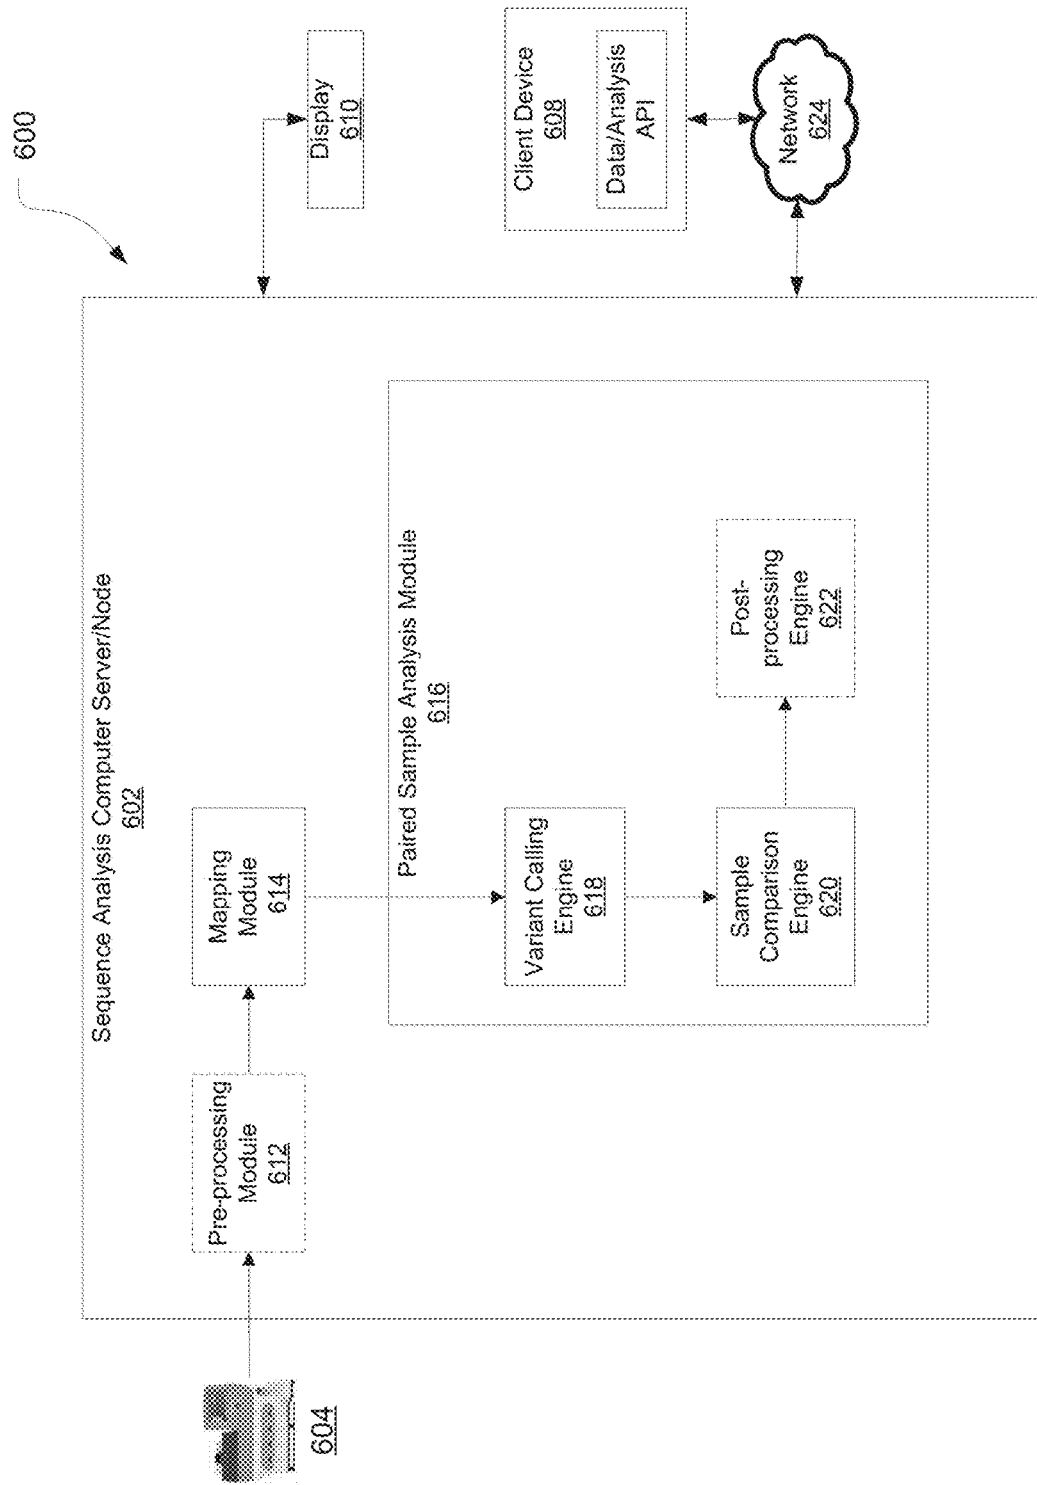 600
Sequence Analysis Computer Server/Node
602
604
Pre-processing
Module
612
Mapping
Module
614
Paired Sample Analysis Module
616
Variant Calling
Engine
618
Sample
Comparison
Engine
620
Post-
processing
Engine
622
Display
610
Client Device
608
Data/Analysis
API
Network
624